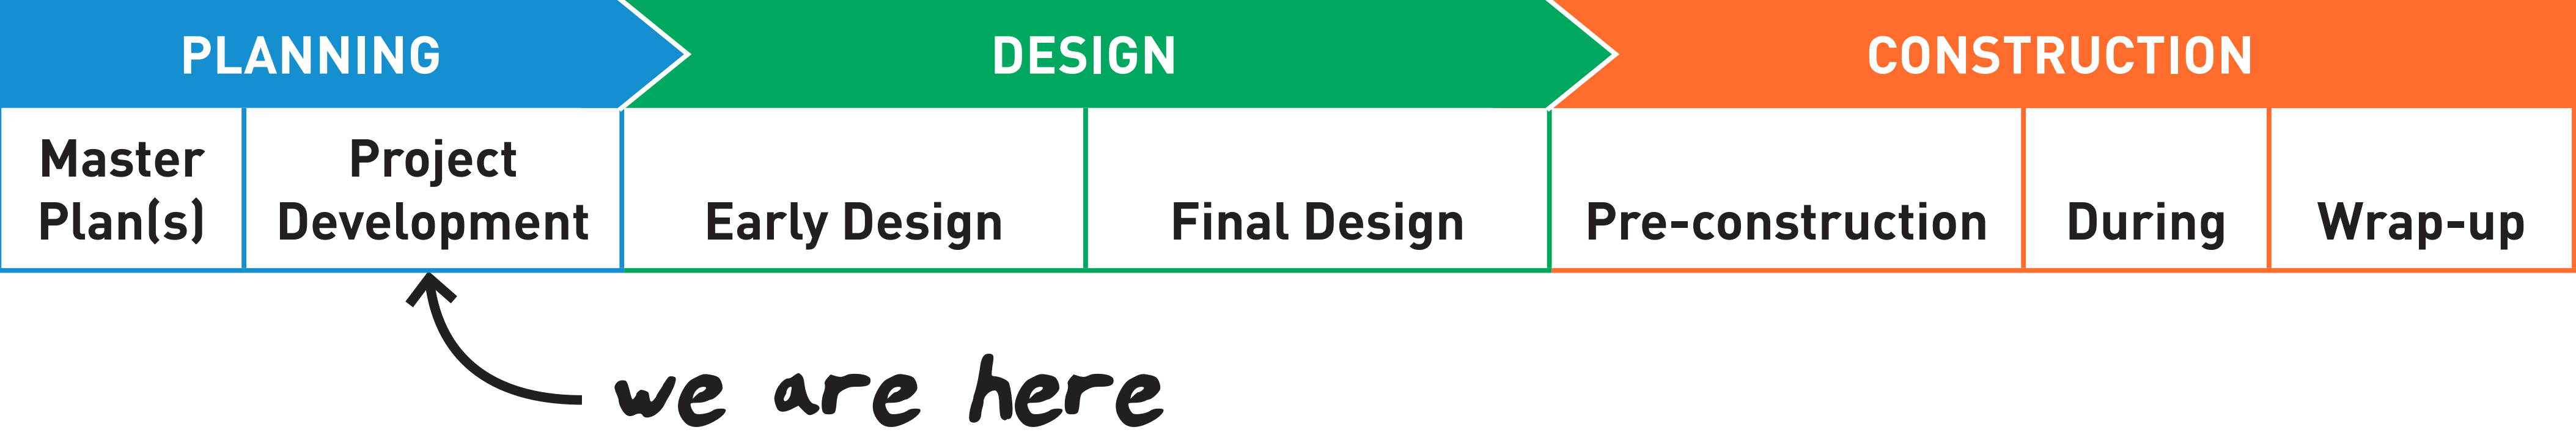 PLANNING
DESIGN
CONSTRUCTION
Master
Plan(s)
Project
Development
Early Design
Final Design
Pre-construction
During
Wrap-up
we are here